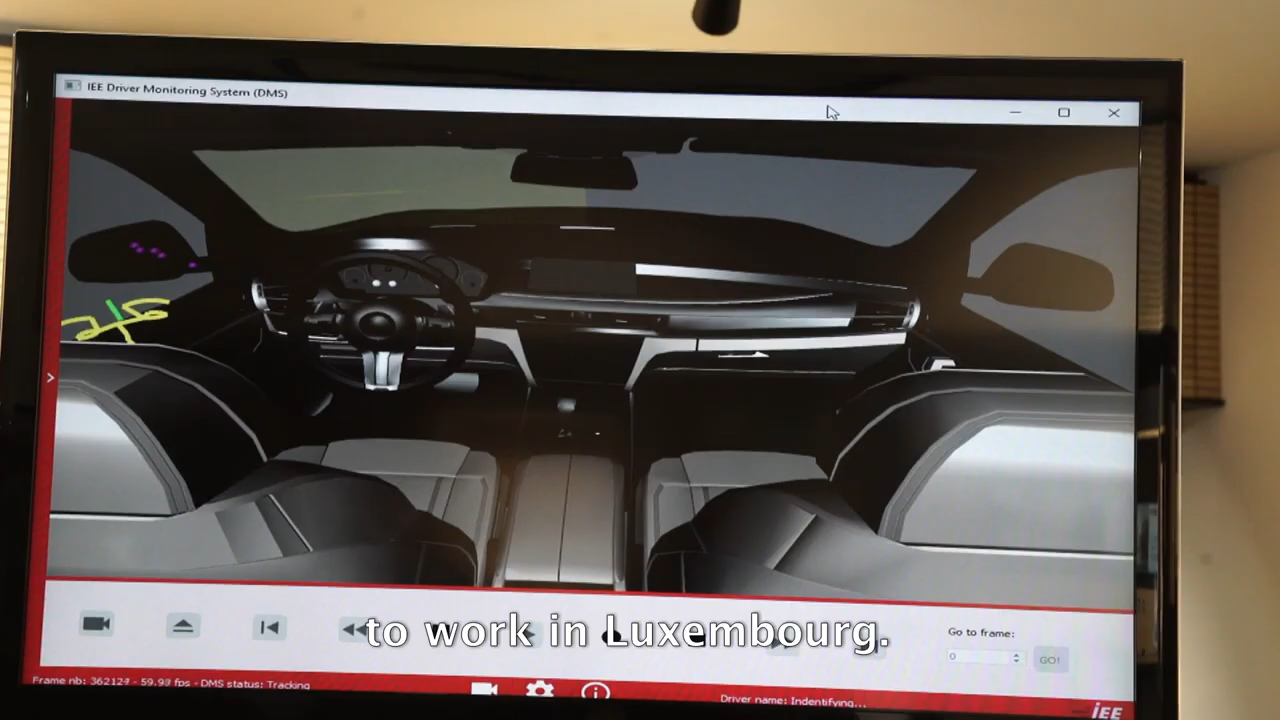 IEE Driver Monitoring System (DMS)
to work in Luxembourg.
Go to frame:
0
GO!
Frame nb: 362124 - 59.98 fps - DMS status: Tracking
Driver name: Indentifying...
iEE